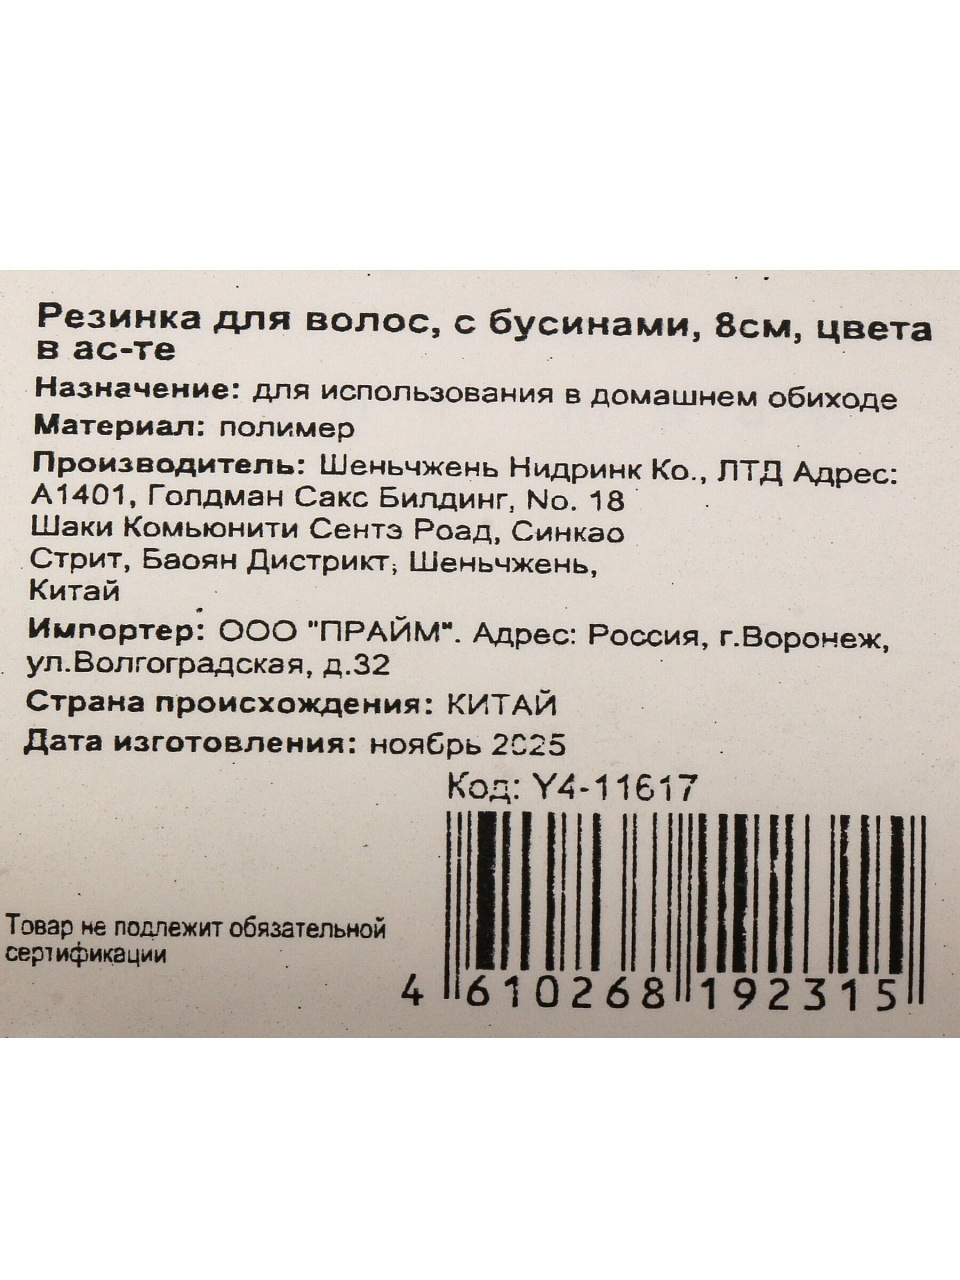 Резинка для волос, с бусинами, 8см, цвета
в ас-те
Назначение: для использования в домашнем обиходе
Материал: полимер
Производитель: Шеньчжень Нидринк Ко., ЛТД Адрес:
А1401, Голдман Сакс Билдинг, No. 18
Шаки Комьюнити Сентэ Роад, Синкао
Стрит, Баоян Дистрикт, Шеньчжень,
Китай
Импортер: ООО "ПРАЙМ". Адрес: Россия, г.Воронеж,
ул.Волгоградская, д.32
Страна происхождения: КИТАЙ
Дата изготовления: ноябрь 2025
Код: Y4-11617
Товар не подлежит обязательной
сертификации
4 610268 192315